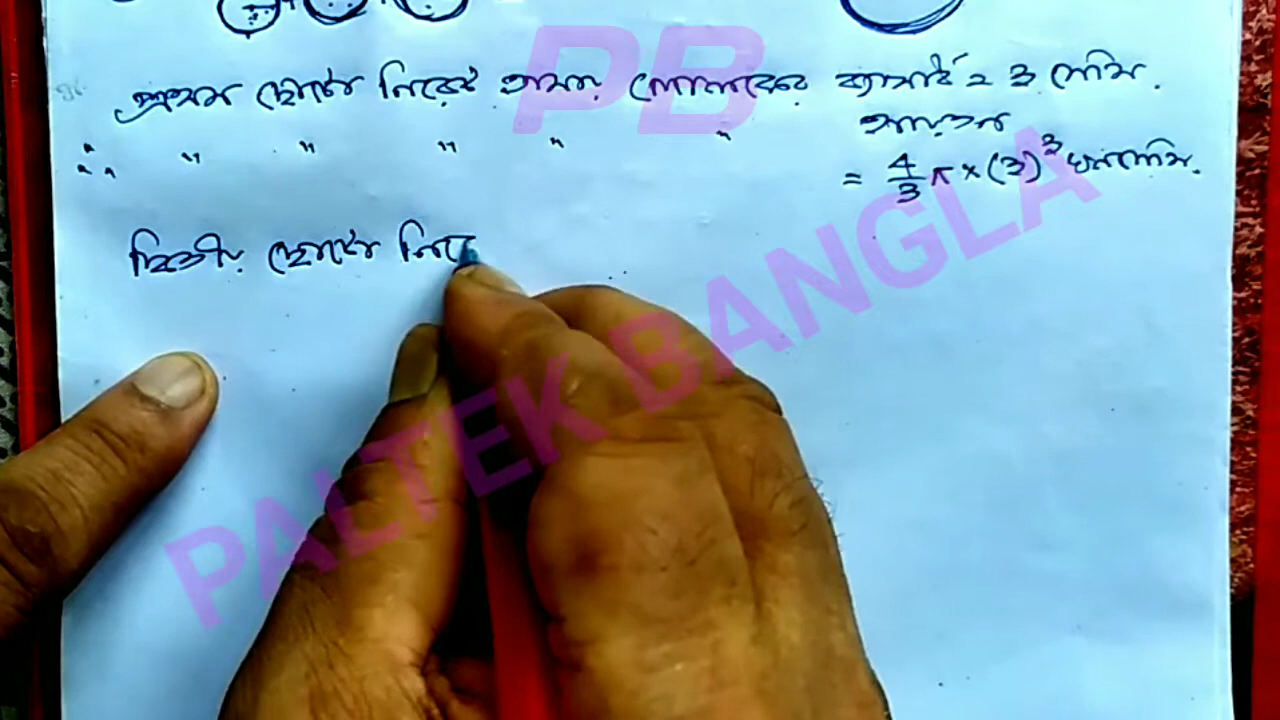 PB
প্রথম ছোটো নিরেট তামার গোলকের ব্যাসার্ধ = 3 সেমি.
∴ " " " " " আয়তন
= 4/3 π × (3)^3 ঘনসেমি.
দ্বিতীয় ছোটো নিরে
PALTEK BANGLA